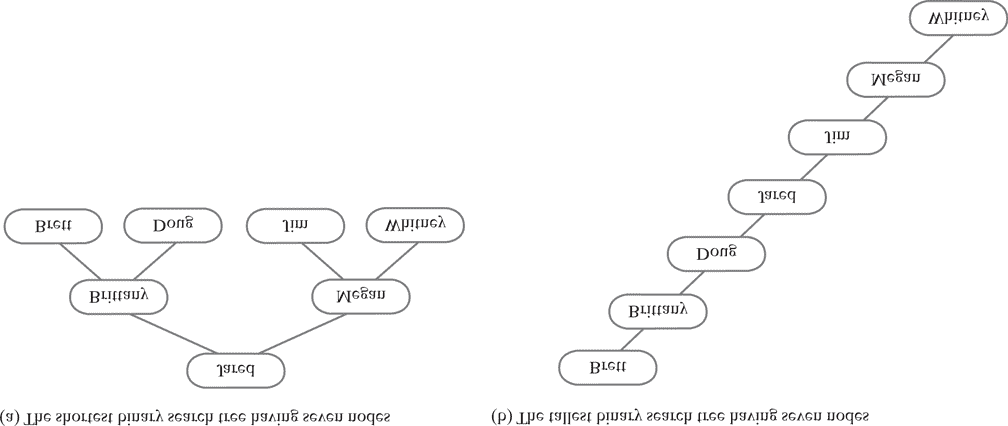 Whitney
Megan
Jim
Jared
Brett
Doug
Jim
Whitney
Doug
Brittany
Megan
Brittany
Jared
Brett
(a) The shortest binary search tree having seven nodes
(b) The tallest binary search tree having seven nodes